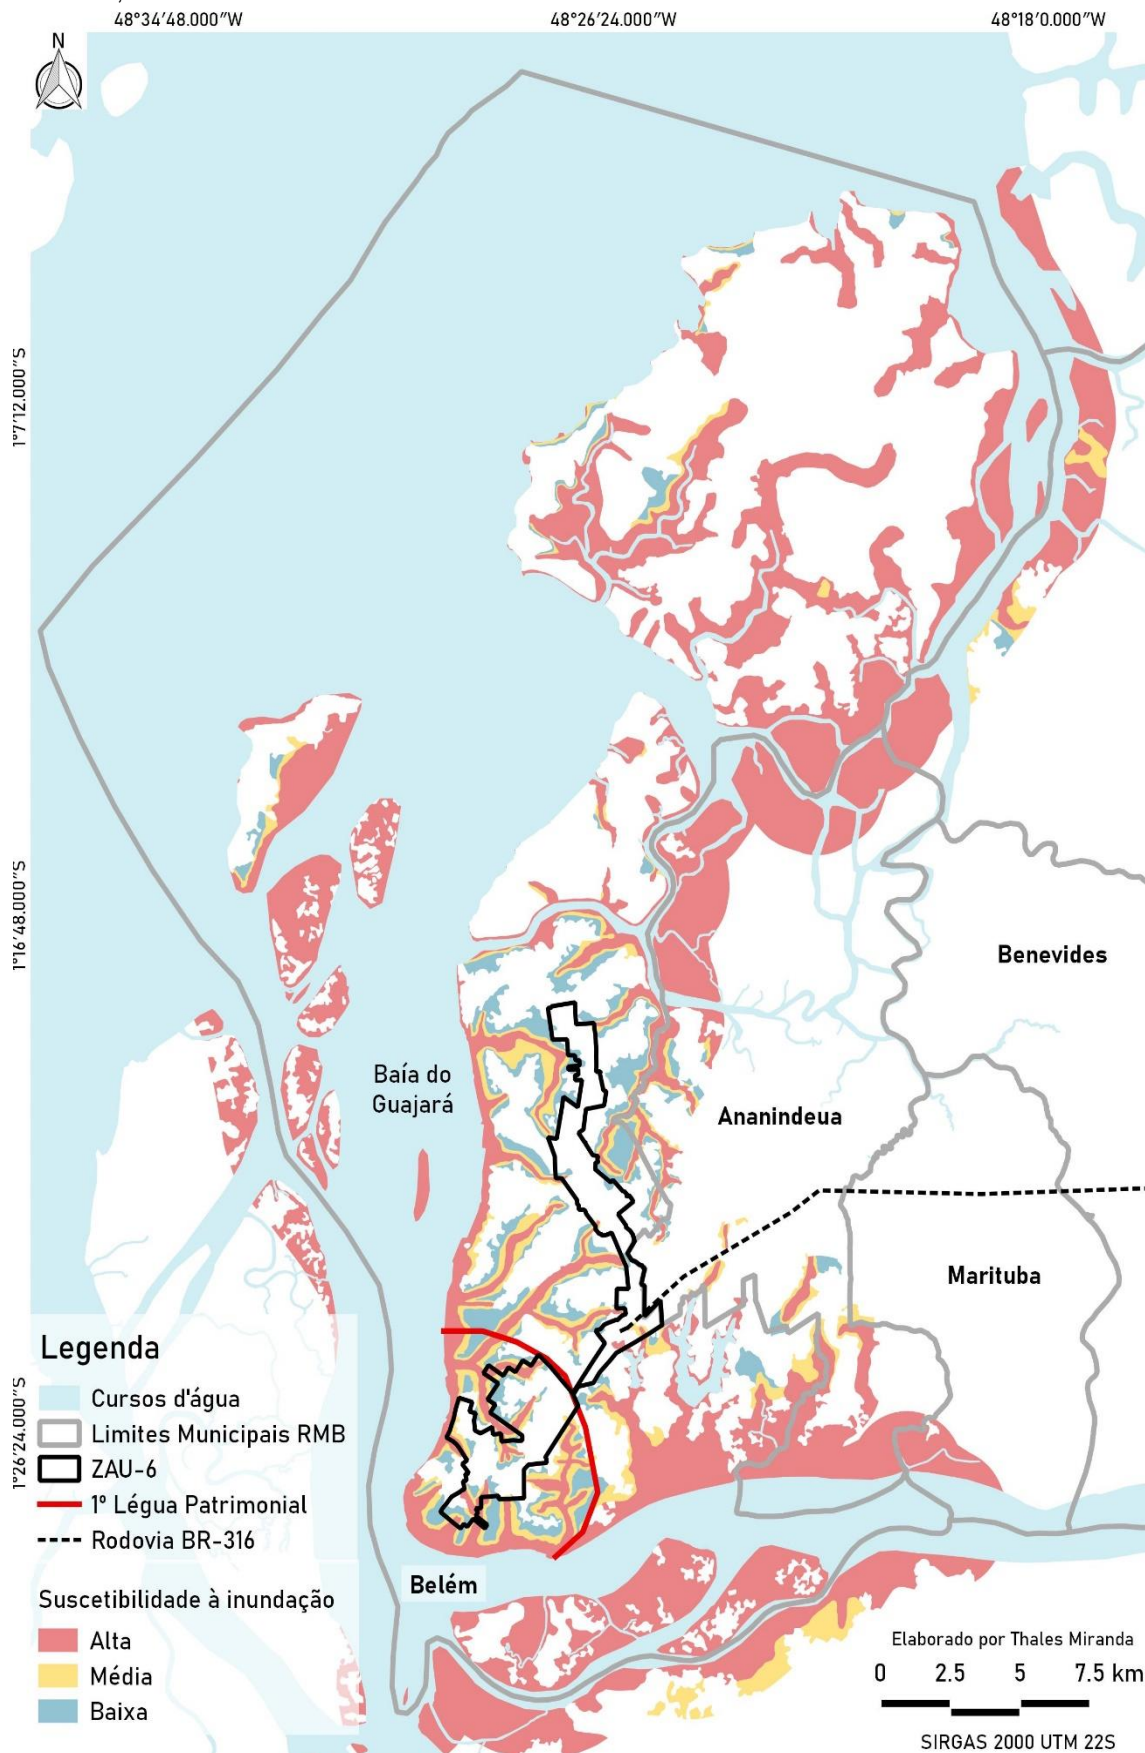 48°34'48.000"W
48°26'24.000"W
48°18'0.000"W
N
1°7'12.000"S
1°16'48.000"S
1°26'24.000"S
Benevides
Baía do
Guajará
Ananindeua
Marituba
Belém
Legenda
Cursos d'água
Limites Municipais RMB
ZAU-6
1º Légua Patrimonial
Rodovia BR-316
Suscetibilidade à inundação
Alta
Média
Baixa
Elaborado por Thales Miranda
0 2.5 5 7.5 km
SIRGAS 2000 UTM 22S